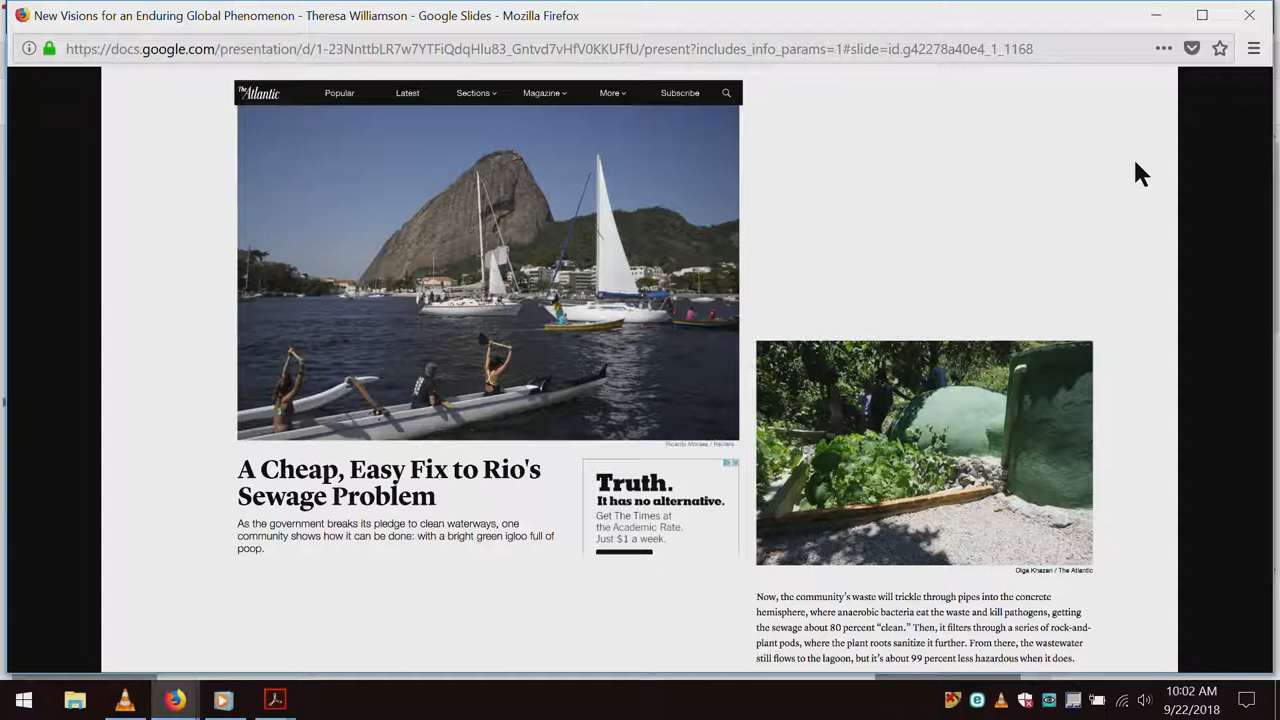 New Visions for an Enduring Global Phenomenon - Theresa Williamson - Google Slides - Mozilla Firefox
https://docs.google.com/presentation/d/1-23NnttbLR7w7YTFiQdqHlu83_Gntvd7vHfV0KKUFfU/present?includes_info_params=1#slide=id.g42278a40e4_1_1168
The Atlantic Popular Latest Sections Magazine More Subscribe
Ricardo Moraes / Reuters
A Cheap, Easy Fix to Rio's
Sewage Problem
As the government breaks its pledge to clean waterways, one
community shows how it can be done: with a bright green igloo full of
poop.
Truth.
It has no alternative.
Get The Times at
the Academic Rate.
Just $1 a week.
Olga Khazan / The Atlantic
Now, the community's waste will trickle through pipes into the concrete
hemisphere, where anaerobic bacteria eat the waste and kill pathogens, getting
the sewage about 80 percent “clean.” Then, it filters through a series of rock-and-
plant pods, where the plant roots sanitize it further. From there, the wastewater
still flows to the lagoon, but it's about 99 percent less hazardous when it does.
10:02 AM
9/22/2018